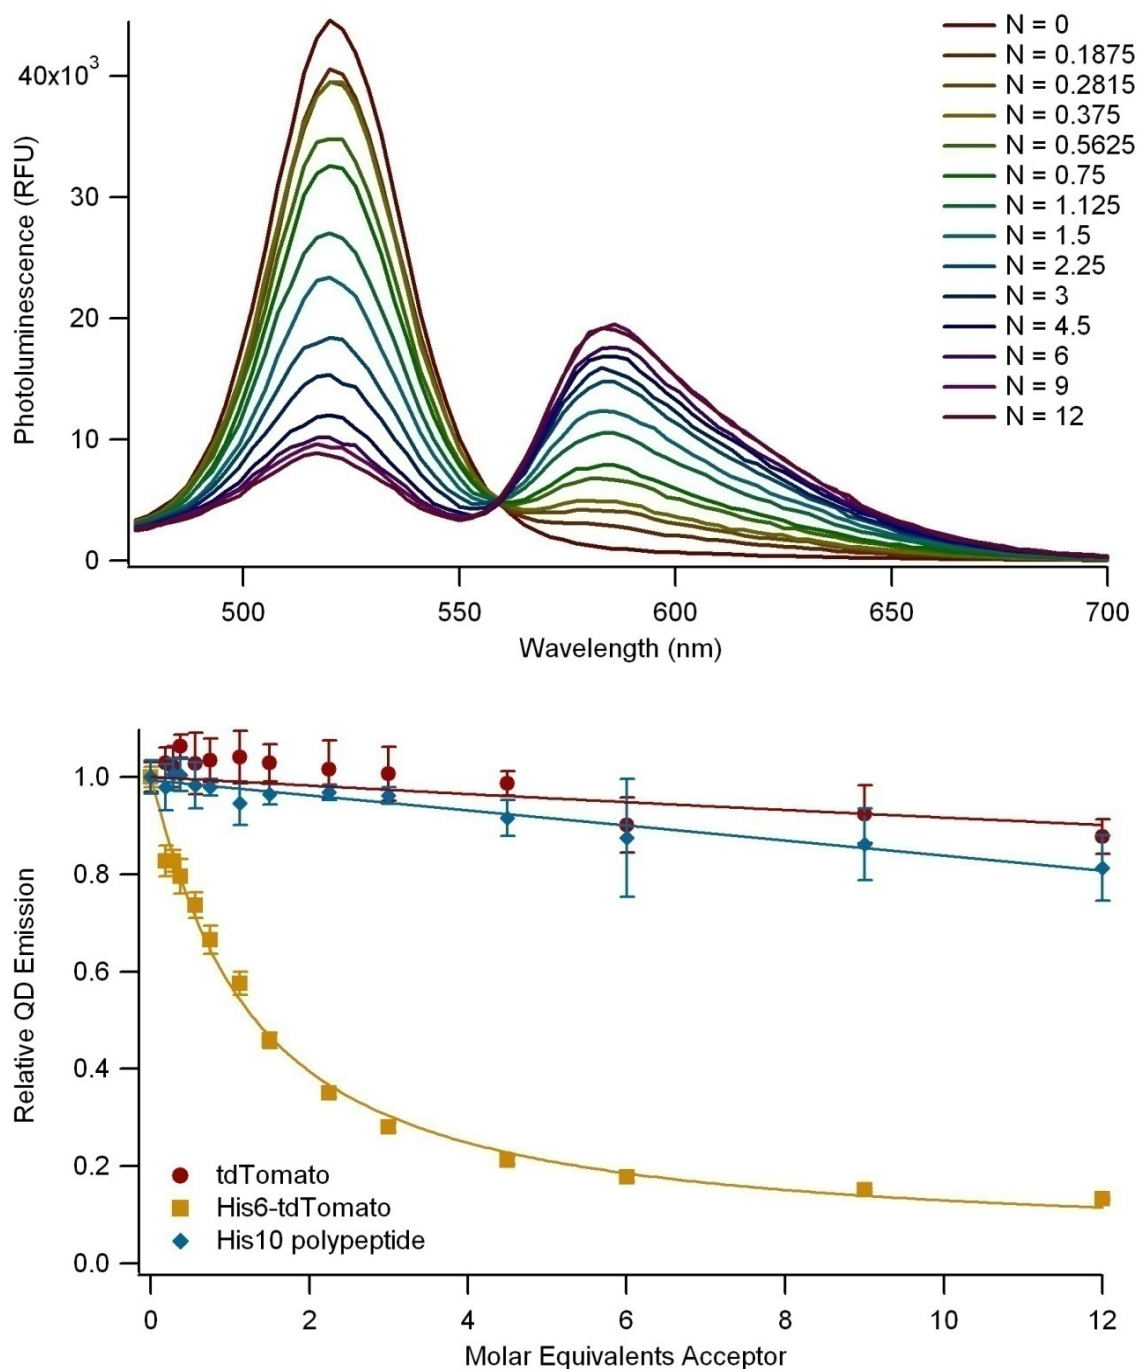 40x10³
30
20
10
0
Photoluminescence (RFU)
500
550
600
650
700
Wavelength (nm)
N = 0
N = 0.1875
N = 0.2815
N = 0.375
N = 0.5625
N = 0.75
N = 1.125
N = 1.5
N = 2.25
N = 3
N = 4.5
N = 6
N = 9
N = 12
1.0
0.8
0.6
0.4
0.2
0.0
Relative QD Emission
tdTomato
His6-tdTomato
His10 polypeptide
0
2
4
6
8
10
12
Molar Equivalents Acceptor